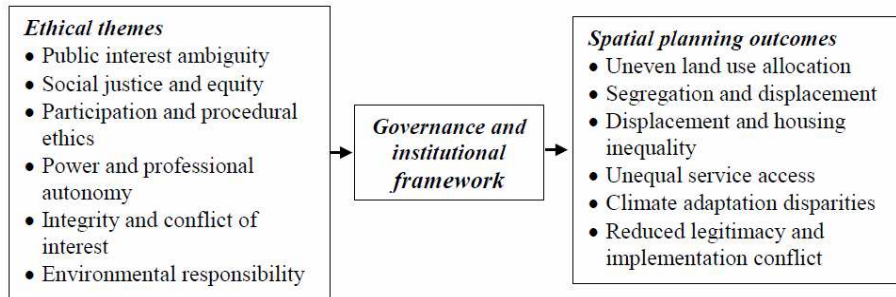 Ethical themes
• Public interest ambiguity
• Social justice and equity
• Participation and procedural
ethics
• Power and professional
autonomy
• Integrity and conflict of
interest
• Environmental responsibility
Governance and
institutional
framework
Spatial planning outcomes
• Uneven land use allocation
• Segregation and displacement
• Displacement and housing
inequality
• Unequal service access
• Climate adaptation disparities
• Reduced legitimacy and
implementation conflict